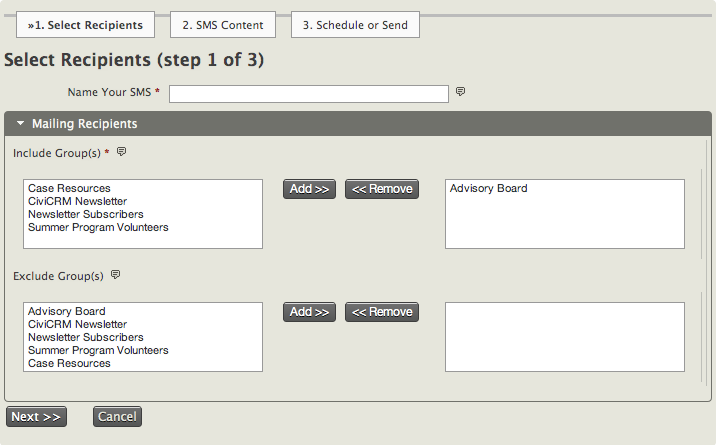 »1. Select Recipients 2. SMS Content 3. Schedule or Send
Select Recipients (step 1 of 3)
Name Your SMS *
Mailing Recipients
Include Group(s) *
Case Resources
CiviCRM Newsletter
Newsletter Subscribers
Summer Program Volunteers
Add >> << Remove
Advisory Board
Exclude Group(s)
Advisory Board
CiviCRM Newsletter
Newsletter Subscribers
Summer Program Volunteers
Case Resources
Add >> << Remove
Next >> Cancel